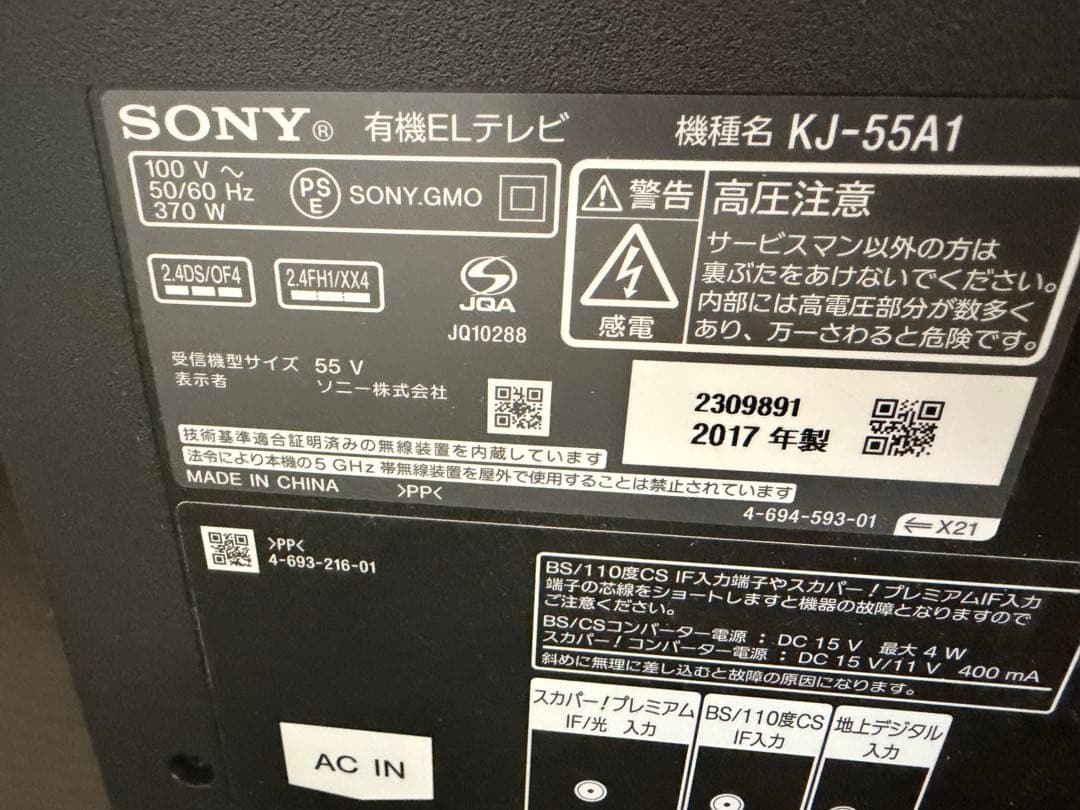 SONY® 有機ELテレビ 機種名 KJ-55A1
100 V ～
50/60 Hz
370 W
PS
E
SONY.GMO
警告
感電
高圧注意
サービスマン以外の方は
裏ぶたをあけないでください。
内部には高電圧部分が数多く
あり、万一さわると危険です。
2.4DS/OF4
2.4FH1/XX4
JQA
JQ10288
受信機型サイズ 55 V
表示者 ソニー株式会社
2309891
2017 年製
技術基準適合証明済みの無線装置を内蔵しています
法令により本機の5 GHz 帯無線装置を屋外で使用することは禁止されています
MADE IN CHINA >PP<
4-694-593-01
⇐X21
>PP<
4-693-216-01
BS/110度CS IF入力端子やスカパー！プレミアムIF入力
端子の芯線をショートしますと機器の故障となりますので
ご注意ください。
BS/CSコンバーター電源 : DC 15 V 最大 4 W
スカパー！コンバーター電源 : DC 15 V/11 V 400 mA
斜めに無理に差し込むと故障の原因になります。
スカパー！プレミアム
IF/光 入力
BS/110度CS
IF入力
地上デジタル
入力
AC IN